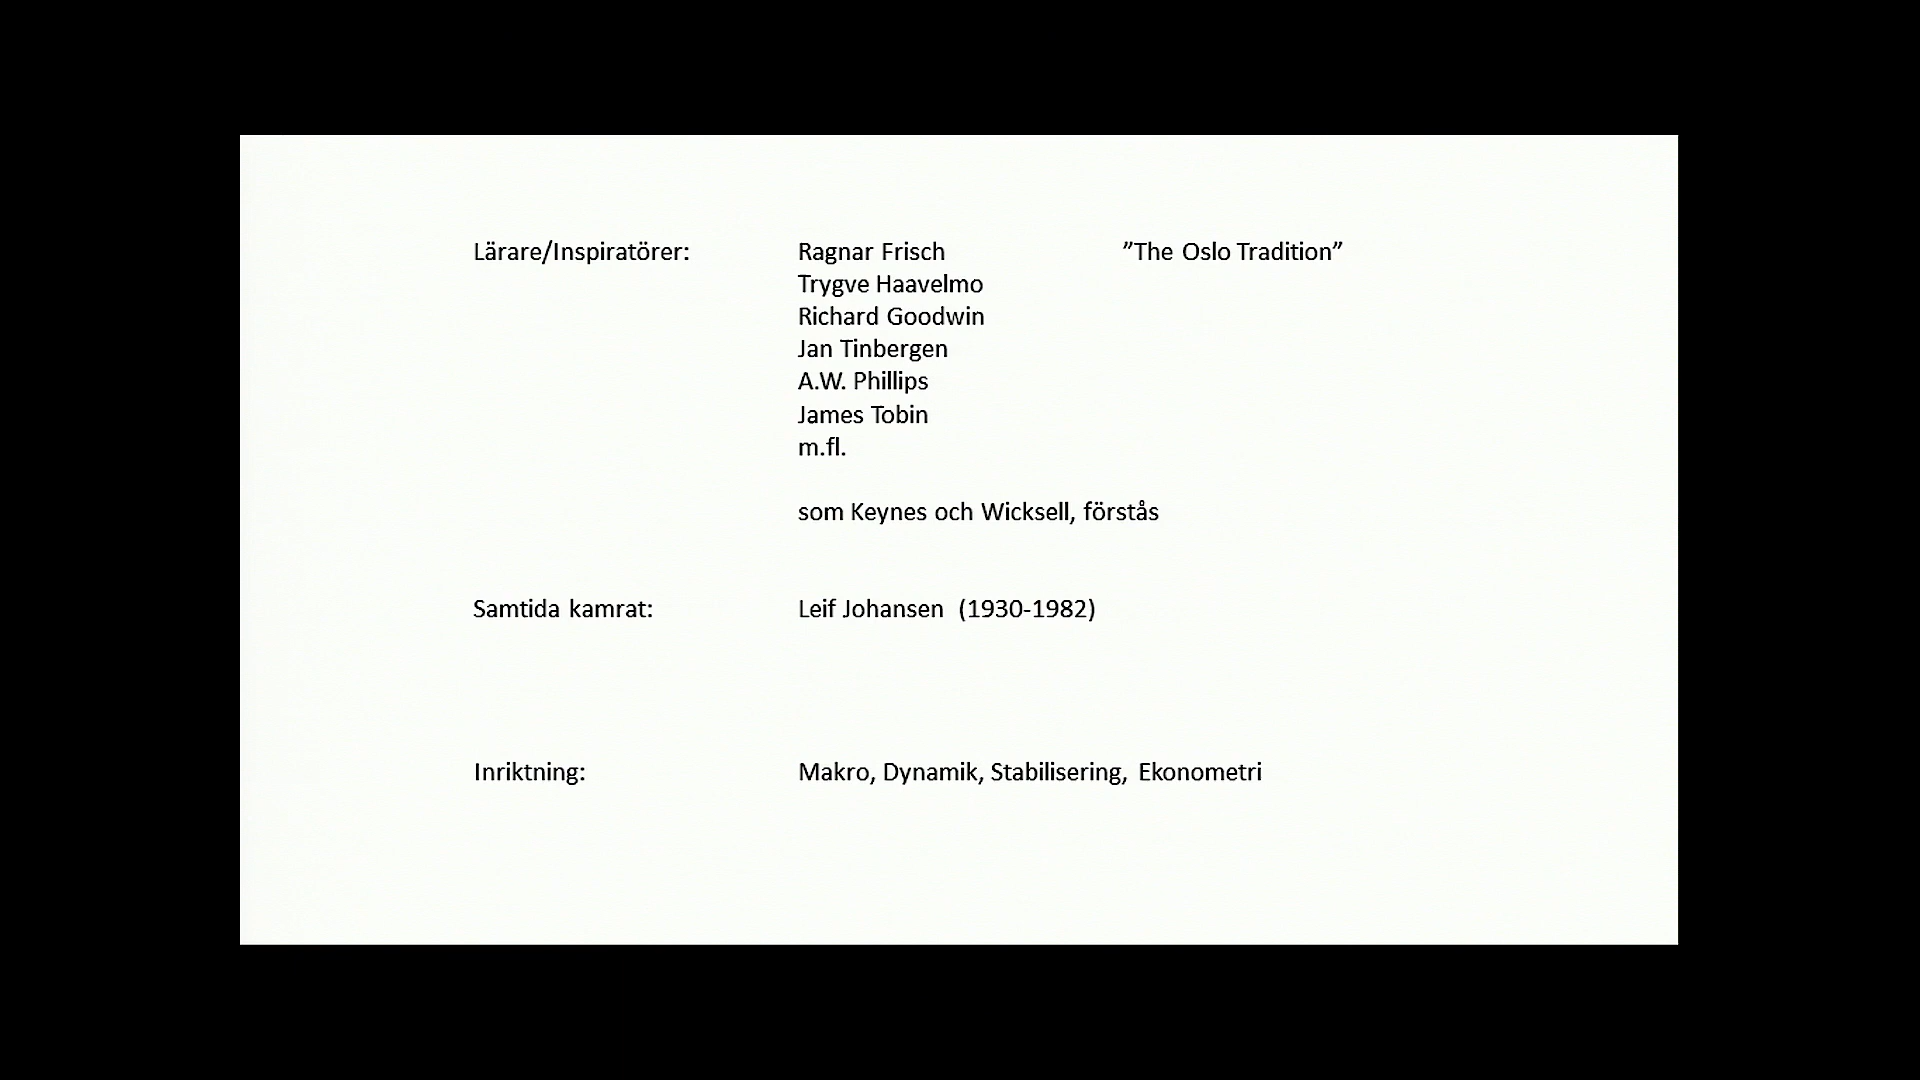 Lärare/Inspiratörer: Ragnar Frisch ”The Oslo Tradition”
Trygve Haavelmo
Richard Goodwin
Jan Tinbergen
A.W. Phillips
James Tobin
m.fl.
som Keynes och Wicksell, förstås
Samtida kamrat: Leif Johansen (1930-1982)
Inriktning: Makro, Dynamik, Stabilisering, Ekonometri